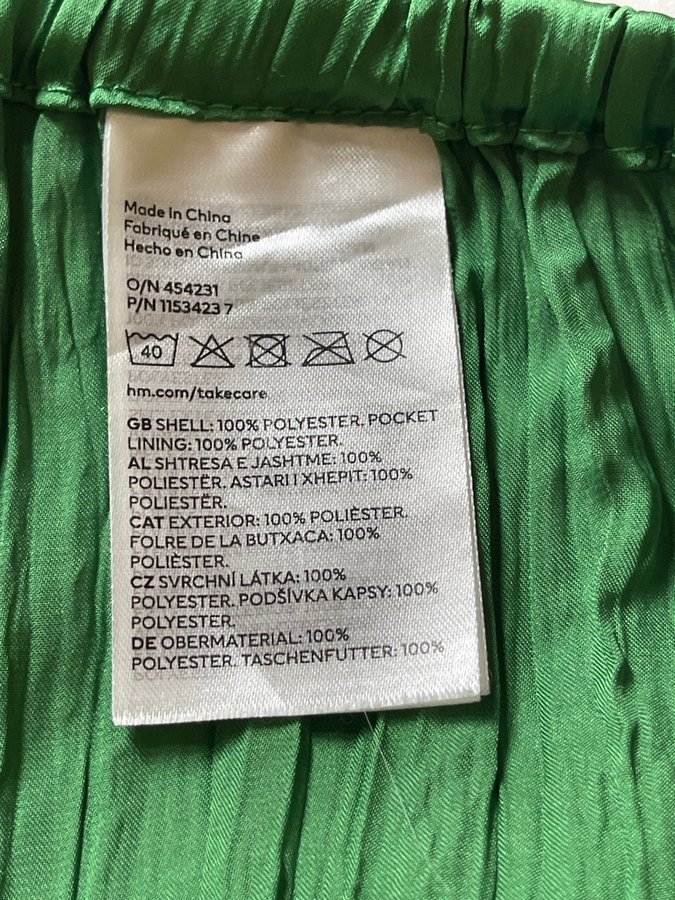 Made in China
Fabriqué en Chine
Hecho en China
O/N 454231
P/N 1153423 7
40
hm.com/takecare
GB SHELL: 100% POLYESTER. POCKET
LINING: 100% POLYESTER.
AL SHTRESA E JASHTME: 100%
POLIESTËR. ASTARI I XHEPIT: 100%
POLIESTËR.
CAT EXTERIOR: 100% POLIÈSTER.
FOLRE DE LA BUTXACA: 100%
POLIÈSTER.
CZ SVRCHNÍ LÁTKA: 100%
POLYESTER. PODŠÍVKA KAPSY: 100%
POLYESTER.
DE OBERMATERIAL: 100%
POLYESTER. TASCHENFUTTER: 100%